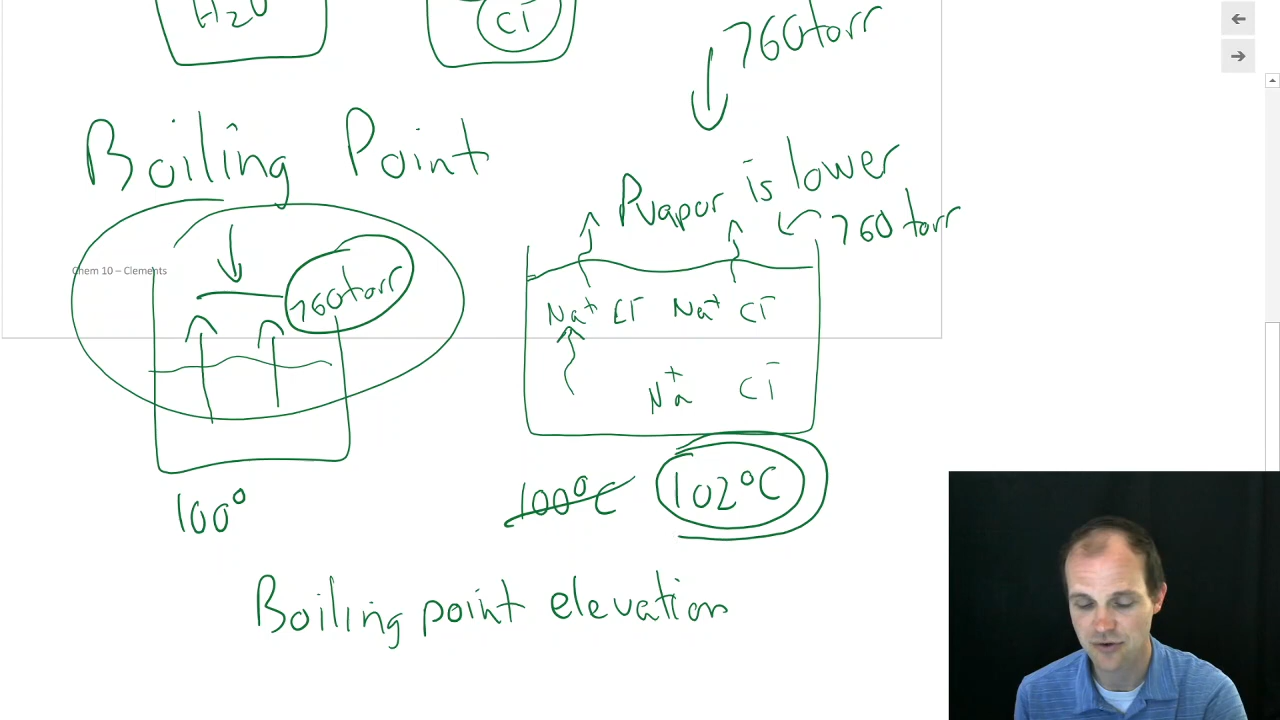 H₂O
Cl⁻
760torr
Boiling Point
Pvapor is lower
760 torr
Chem 10 – Clements
760torr
Na⁺ Cl⁻ Na⁺ Cl⁻
Na⁺ Cl⁻
100°
100°C 102°C
Boiling point elevation